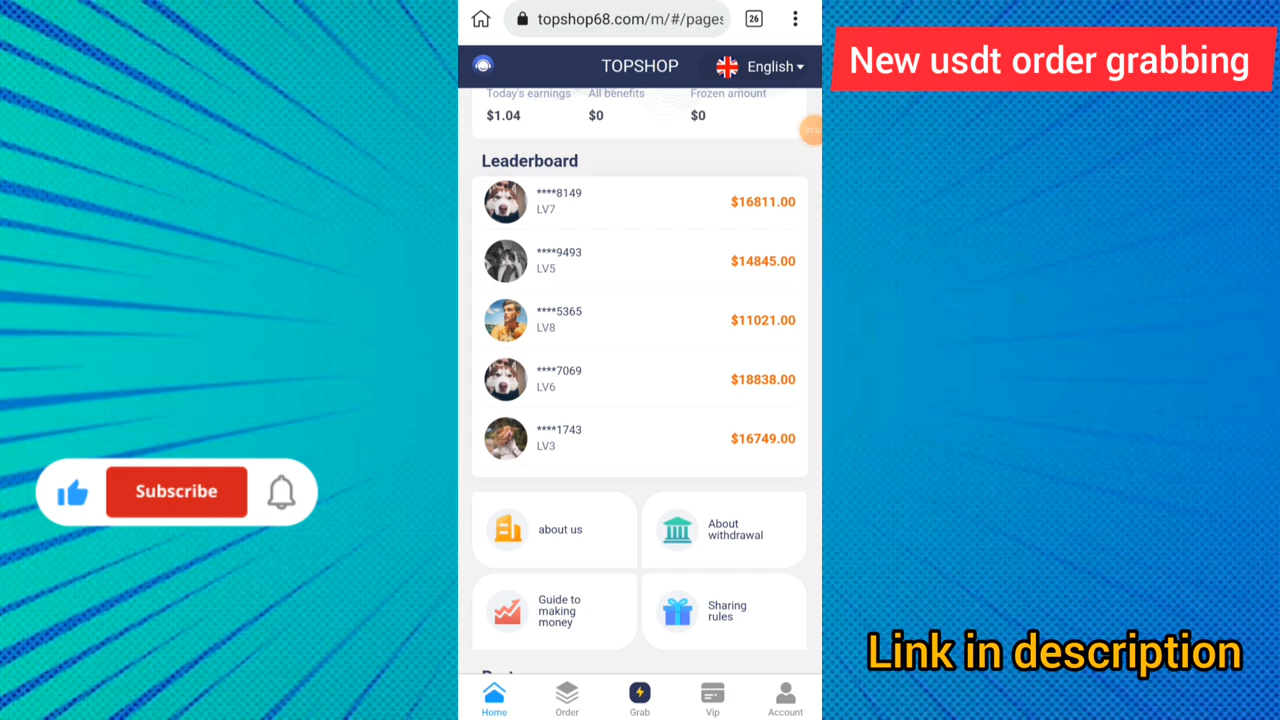 topshop68.com/m/#/pages
26
TOPSHOP
English
Today's earnings All benefits Frozen amount
$1.04 $0 $0
Leaderboard
****8149
LV7
$16811.00
****9493
LV5
$14845.00
****5365
LV8
$11021.00
****7069
LV6
$18838.00
****1743
LV3
$16749.00
about us
About
withdrawal
Guide to
making
money
Sharing
rules
Home Order Grab Vip Account
New usdt order grabbing
Subscribe
Link in description